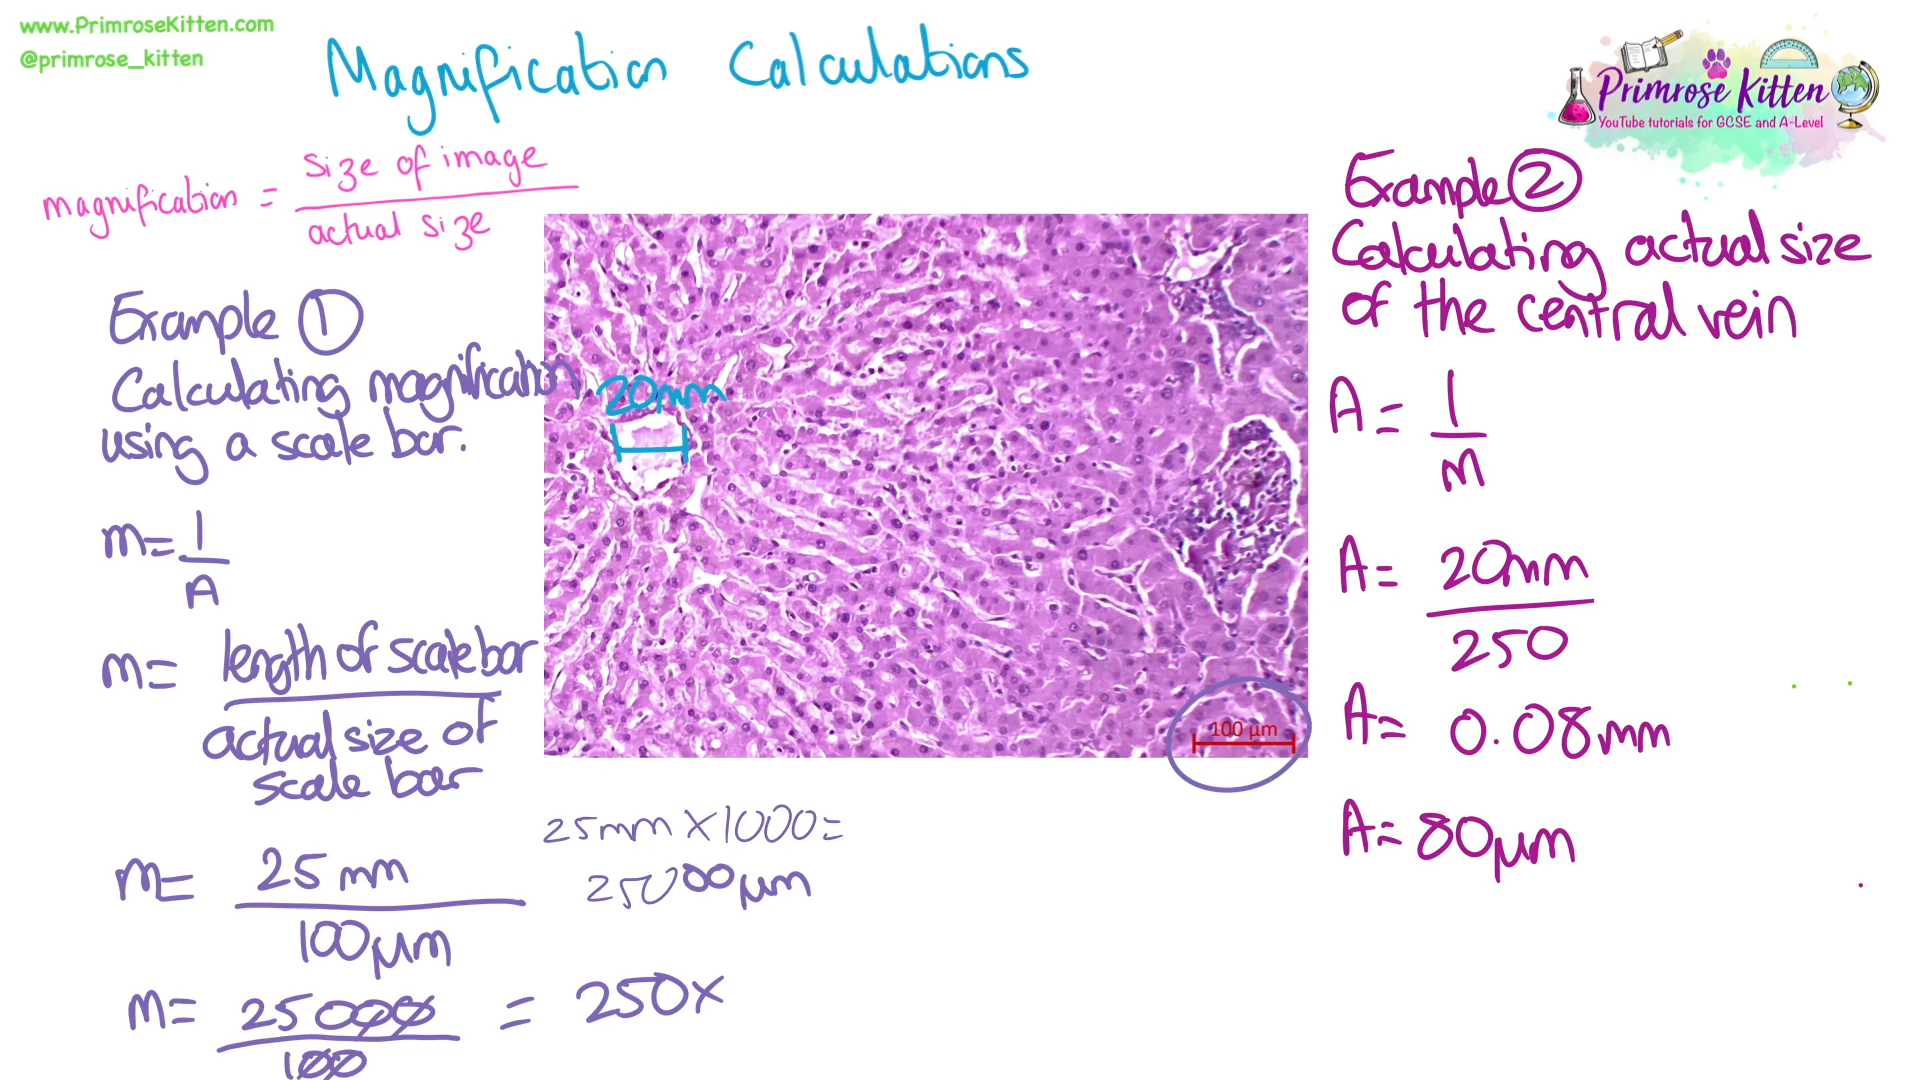 www.PrimroseKitten.com
@primrose_kitten
Magnification Calculations
Primrose Kitten
YouTube tutorials for GCSE and A-Level
magnification = size of image
actual size
Example 1
Calculating magnification
using a scale bar.
m= I
A
m= length of scale bar
actual size of
scale bar
m= 25 mm
100µm
m= 25000 = 250x
100
25mm x1000=
25000µm
20mm
100 µm
Example 2
Calculating actual size
of the central vein
A= I
M
A= 20mm
250
A= 0.08mm
A= 80µm